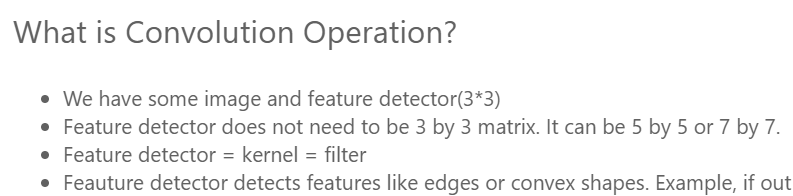 What is Convolution Operation?
• We have some image and feature detector(3*3)
• Feature detector does not need to be 3 by 3 matrix. It can be 5 by 5 or 7 by 7.
• Feature detector = kernel = filter
• Feauture detector detects features like edges or convex shapes. Example, if out